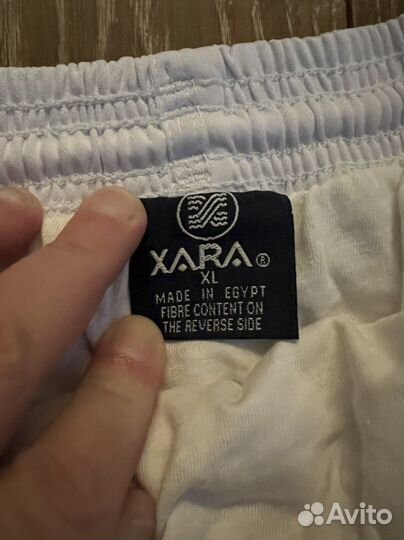 XARA®
XL
MADE IN EGYPT
FIBRE CONTENT ON
THE REVERSE SIDE
Avito